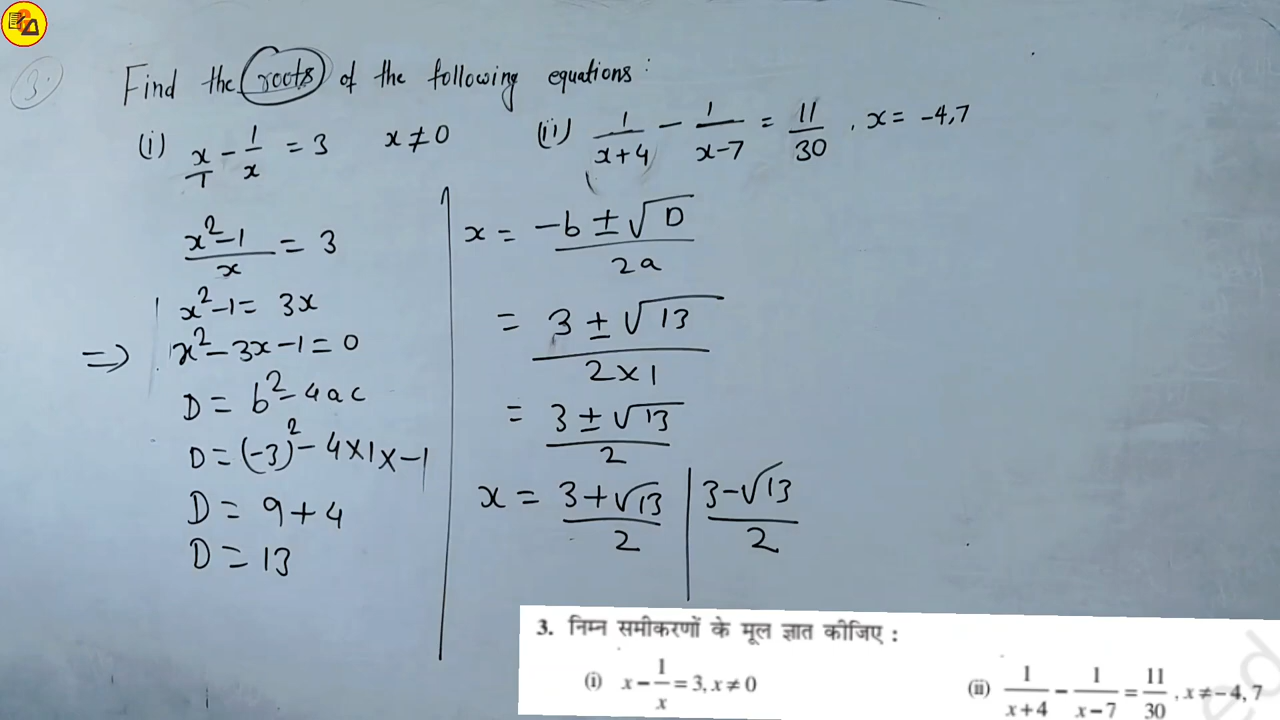 3. Find the roots of the following equations:
(i) x/1 - 1/x = 3 x ≠ 0 (ii) 1/(x+4) - 1/(x-7) = 11/30 , x = -4,7
(x²-1)/x = 3
x²-1 = 3x
⇒ x²-3x-1=0
D = b²-4ac
D = (-3)² - 4×1×-1
D = 9+4
D = 13
x = (-b ± √D)/2a
= (3 ± √13)/(2×1)
= (3 ± √13)/2
x = (3+√13)/2 | (3-√13)/2
3. निम्न समीकरणों के मूल ज्ञात कीजिए :
(i) x - 1/x = 3, x ≠ 0 (ii) 1/(x+4) - 1/(x-7) = 11/30 , x ≠ -4, 7